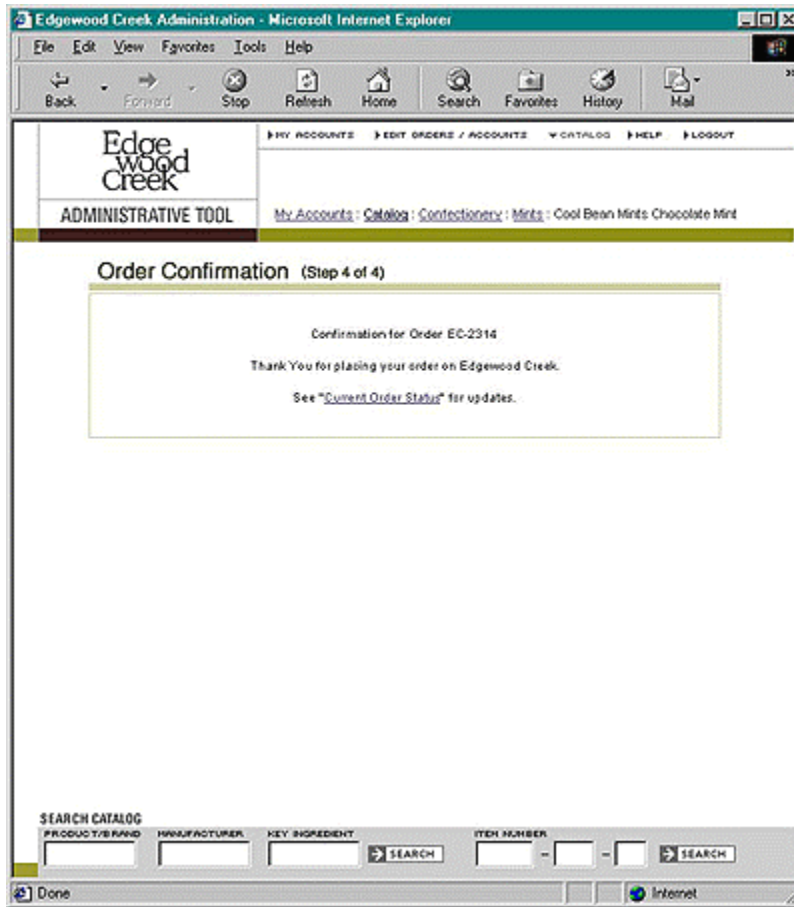 Edgewood Creek Administration - Microsoft Internet Explorer
File Edit View Favorites Tools Help
Back Forward Stop Refresh Home Search Favorites History Mail
Edge
wood
Creek
MY ACCOUNTS EDIT ORDERS / ACCOUNTS CATALOG HELP LOGOUT
ADMINISTRATIVE TOOL
My Accounts : Catalog : Confectionery : Mints : Cool Bean Mints Chocolate Mint
Order Confirmation (Step 4 of 4)
Confirmation for Order EC-2314
Thank You for placing your order on Edgewood Creek.
See "Current Order Status" for updates.
SEARCH CATALOG
PRODUCT/BRAND MANUFACTURER KEY INGREDIENT ITEM NUMBER
SEARCH - - SEARCH
Done Internet